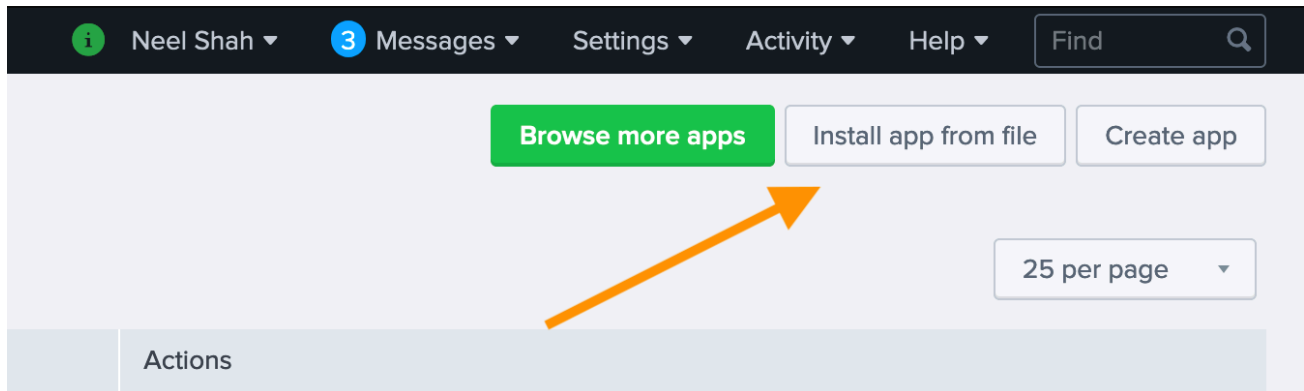 i Neel Shah 3 Messages Settings Activity Help Find
Browse more apps Install app from file Create app
25 per page
Actions